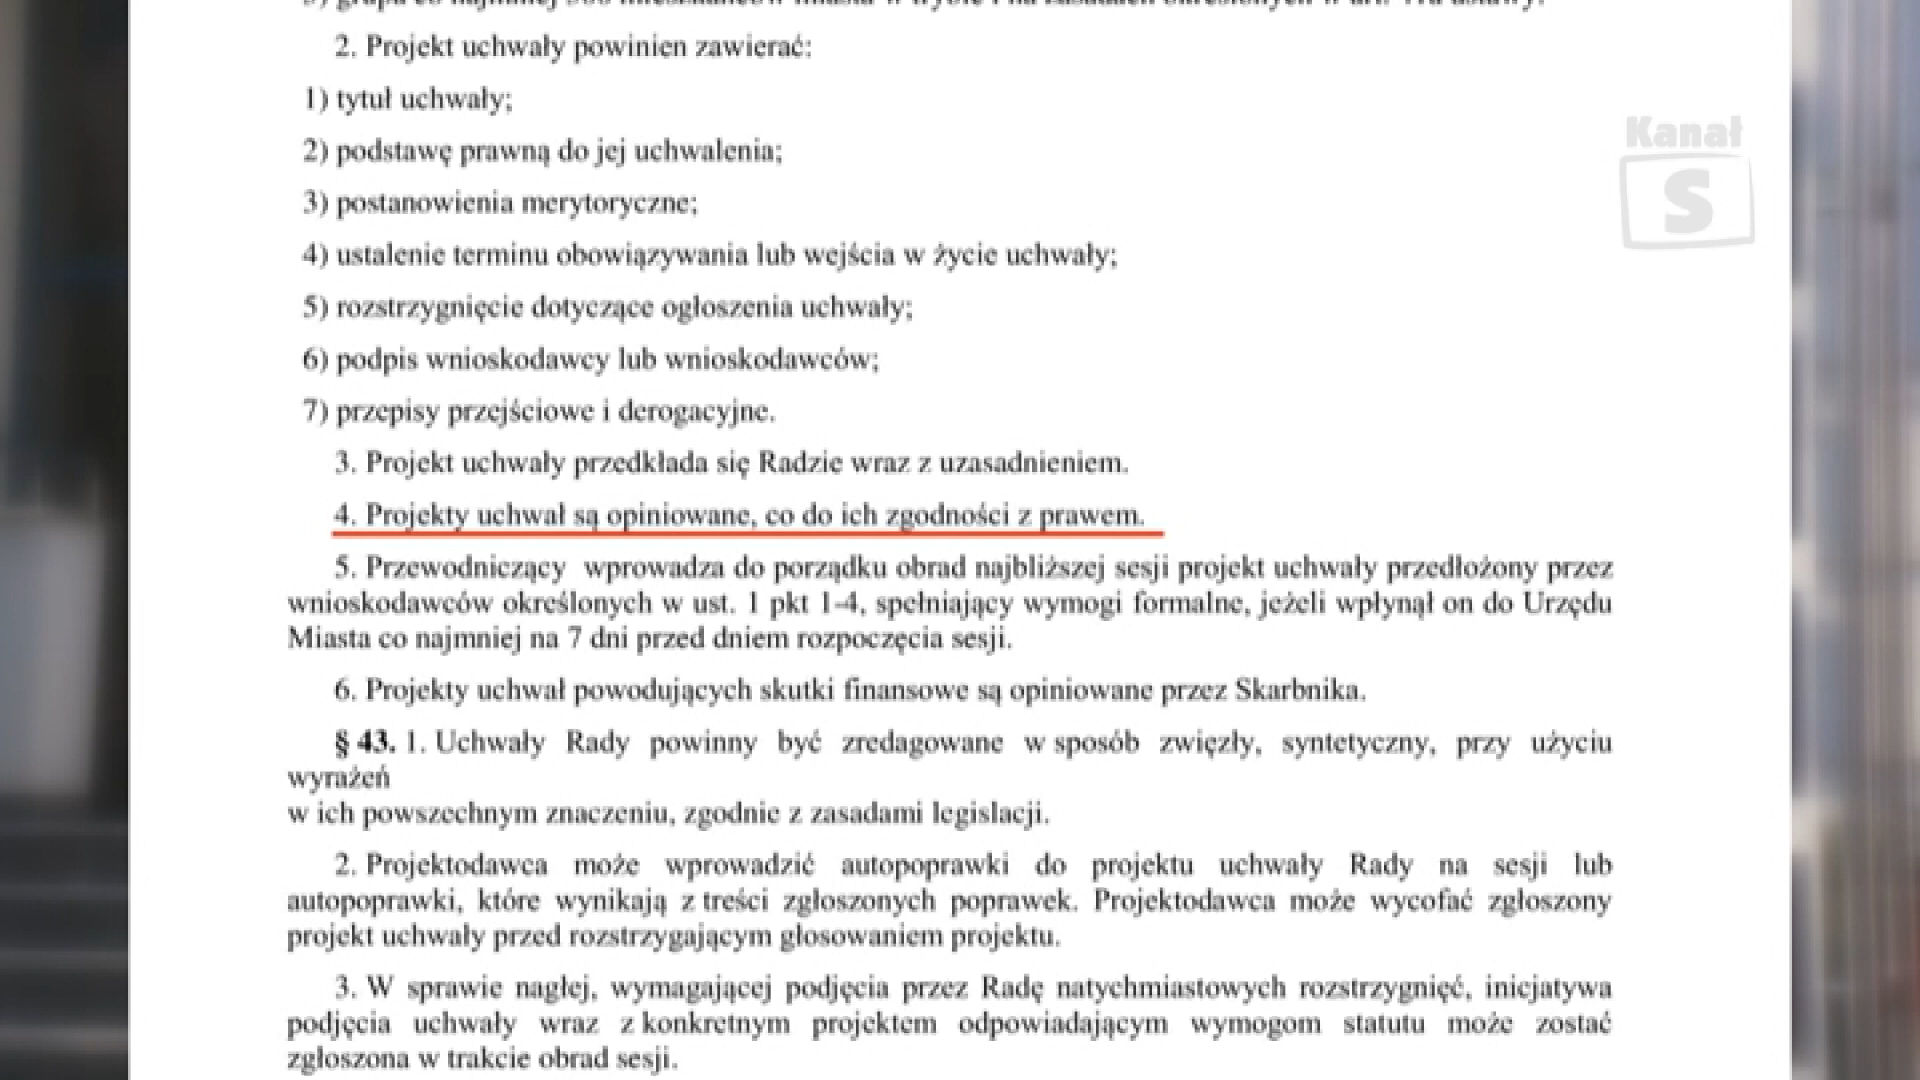 2. Projekt uchwały powinien zawierać:
1) tytuł uchwały;
2) podstawę prawną do jej uchwalenia;
3) postanowienia merytoryczne;
4) ustalenie terminu obowiązywania lub wejścia w życie uchwały;
5) rozstrzygnięcie dotyczące ogłoszenia uchwały;
6) podpis wnioskodawcy lub wnioskodawców;
7) przepisy przejściowe i derogacyjne.
3. Projekt uchwały przedkłada się Radzie wraz z uzasadnieniem.
4. Projekty uchwał są opiniowane, co do ich zgodności z prawem.
5. Przewodniczący wprowadza do porządku obrad najbliższej sesji projekt uchwały przedłożony przez
wnioskodawców określonych w ust. 1 pkt 1-4, spełniający wymogi formalne, jeżeli wpłynął on do Urzędu
Miasta co najmniej na 7 dni przed dniem rozpoczęcia sesji.
6. Projekty uchwał powodujących skutki finansowe są opiniowane przez Skarbnika.
§ 43. 1. Uchwały Rady powinny być zredagowane w sposób zwięzły, syntetyczny, przy użyciu
wyrażeń
w ich powszechnym znaczeniu, zgodnie z zasadami legislacji.
2. Projektodawca może wprowadzić autopoprawki do projektu uchwały Rady na sesji lub
autopoprawki, które wynikają z treści zgłoszonych poprawek. Projektodawca może wycofać zgłoszony
projekt uchwały przed rozstrzygającym głosowaniem projektu.
3. W sprawie nagłej, wymagającej podjęcia przez Radę natychmiastowych rozstrzygnięć, inicjatywa
podjęcia uchwały wraz z konkretnym projektem odpowiadającym wymogom statutu może zostać
zgłoszona w trakcie obrad sesji.
Kanał
S